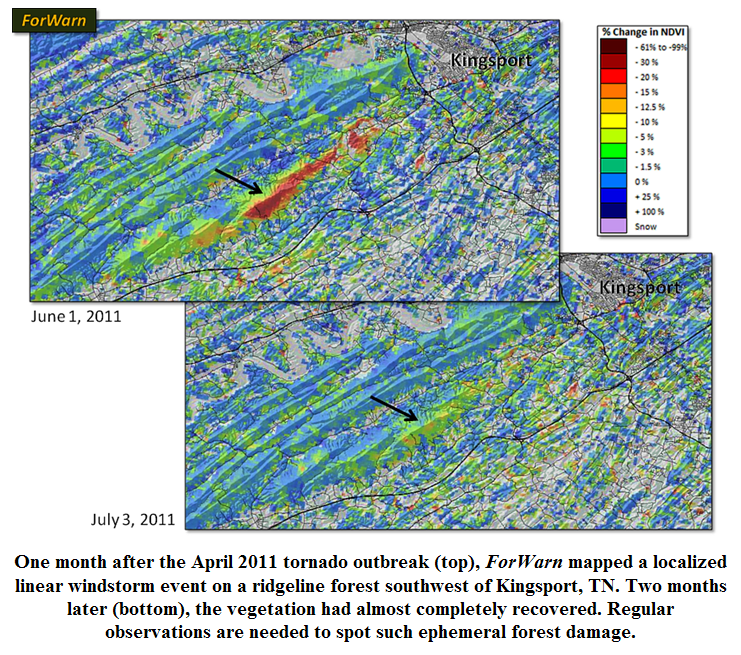 ForWarn
Kingsport
% Change in NDVI
- 61% to -99%
- 30 %
- 20 %
- 15 %
- 12.5 %
- 10 %
- 5 %
- 3 %
- 1.5 %
0 %
+ 25 %
+ 100 %
Snow
Kingsport
June 1, 2011
July 3, 2011
One month after the April 2011 tornado outbreak (top), ForWarn mapped a localized
linear windstorm event on a ridgeline forest southwest of Kingsport, TN. Two months
later (bottom), the vegetation had almost completely recovered. Regular
observations are needed to spot such ephemeral forest damage.